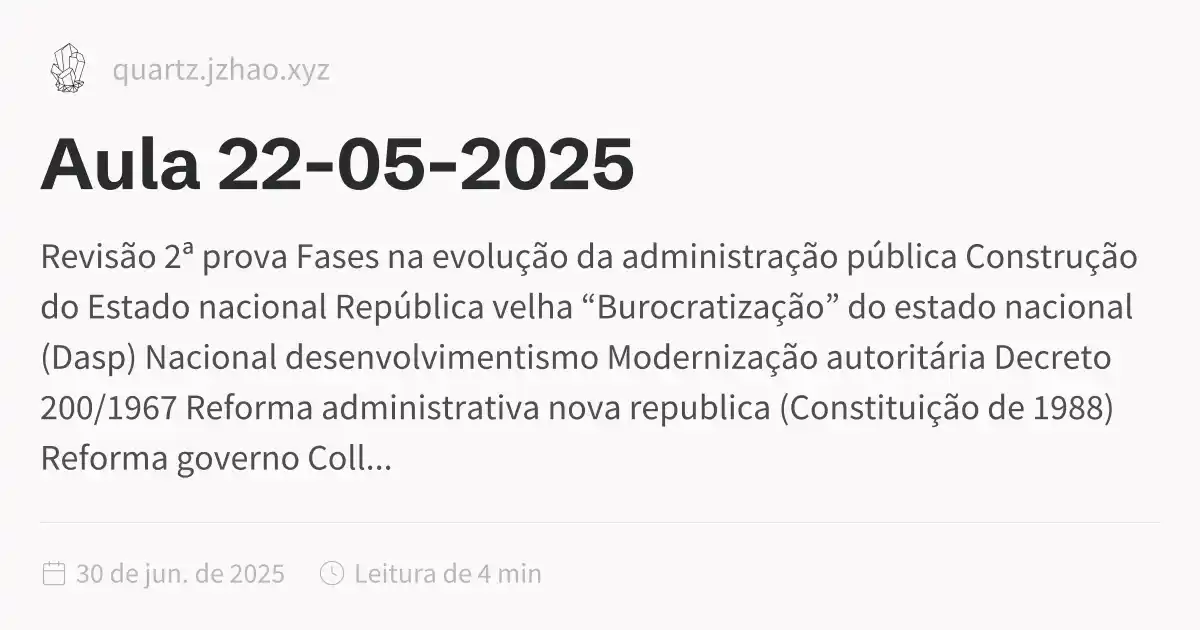 quartz.jzhao.xyz
Aula 22-05-2025
Revisão 2ª prova Fases na evolução da administração pública Construção
do Estado nacional República velha “Burocratização” do estado nacional
(Dasp) Nacional desenvolvimentismo Modernização autoritária Decreto
200/1967 Reforma administrativa nova republica (Constituição de 1988)
Reforma governo Coll...
30 de jun. de 2025 Leitura de 4 min